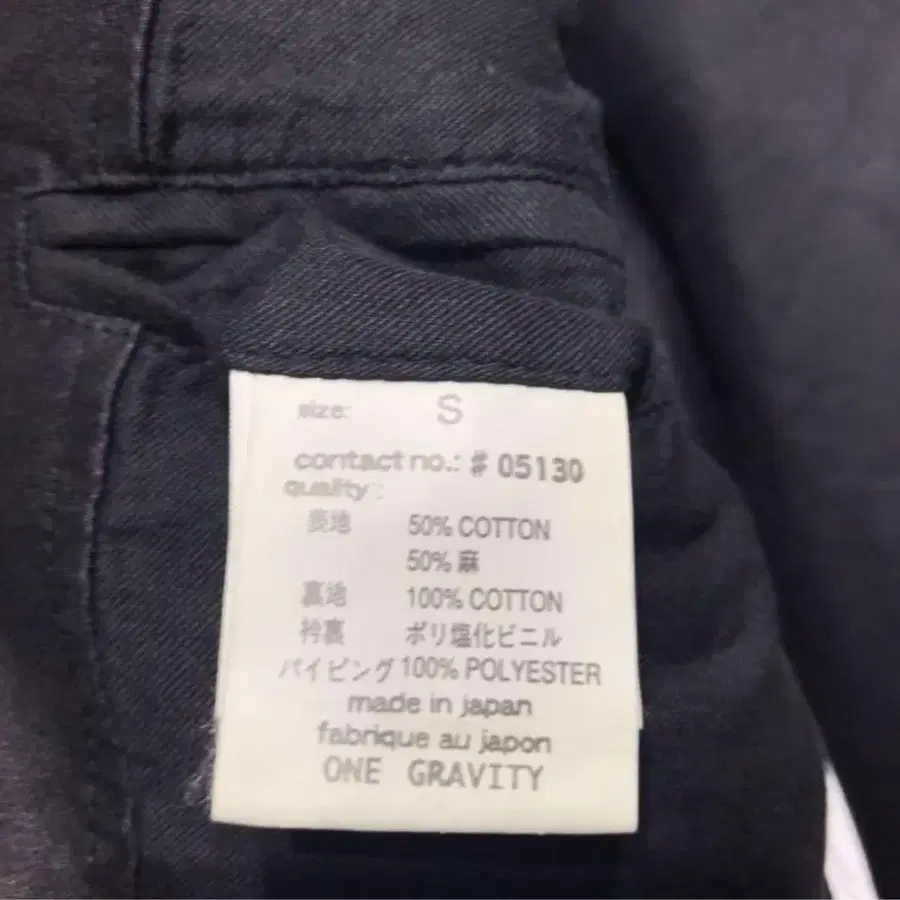 size: S
contact no.: # 05130
quality:
表地 50% COTTON
50% 麻
裏地 100% COTTON
衿裏 ポリ塩化ビニル
パイピング 100% POLYESTER
made in japan
fabrique au japon
ONE GRAVITY